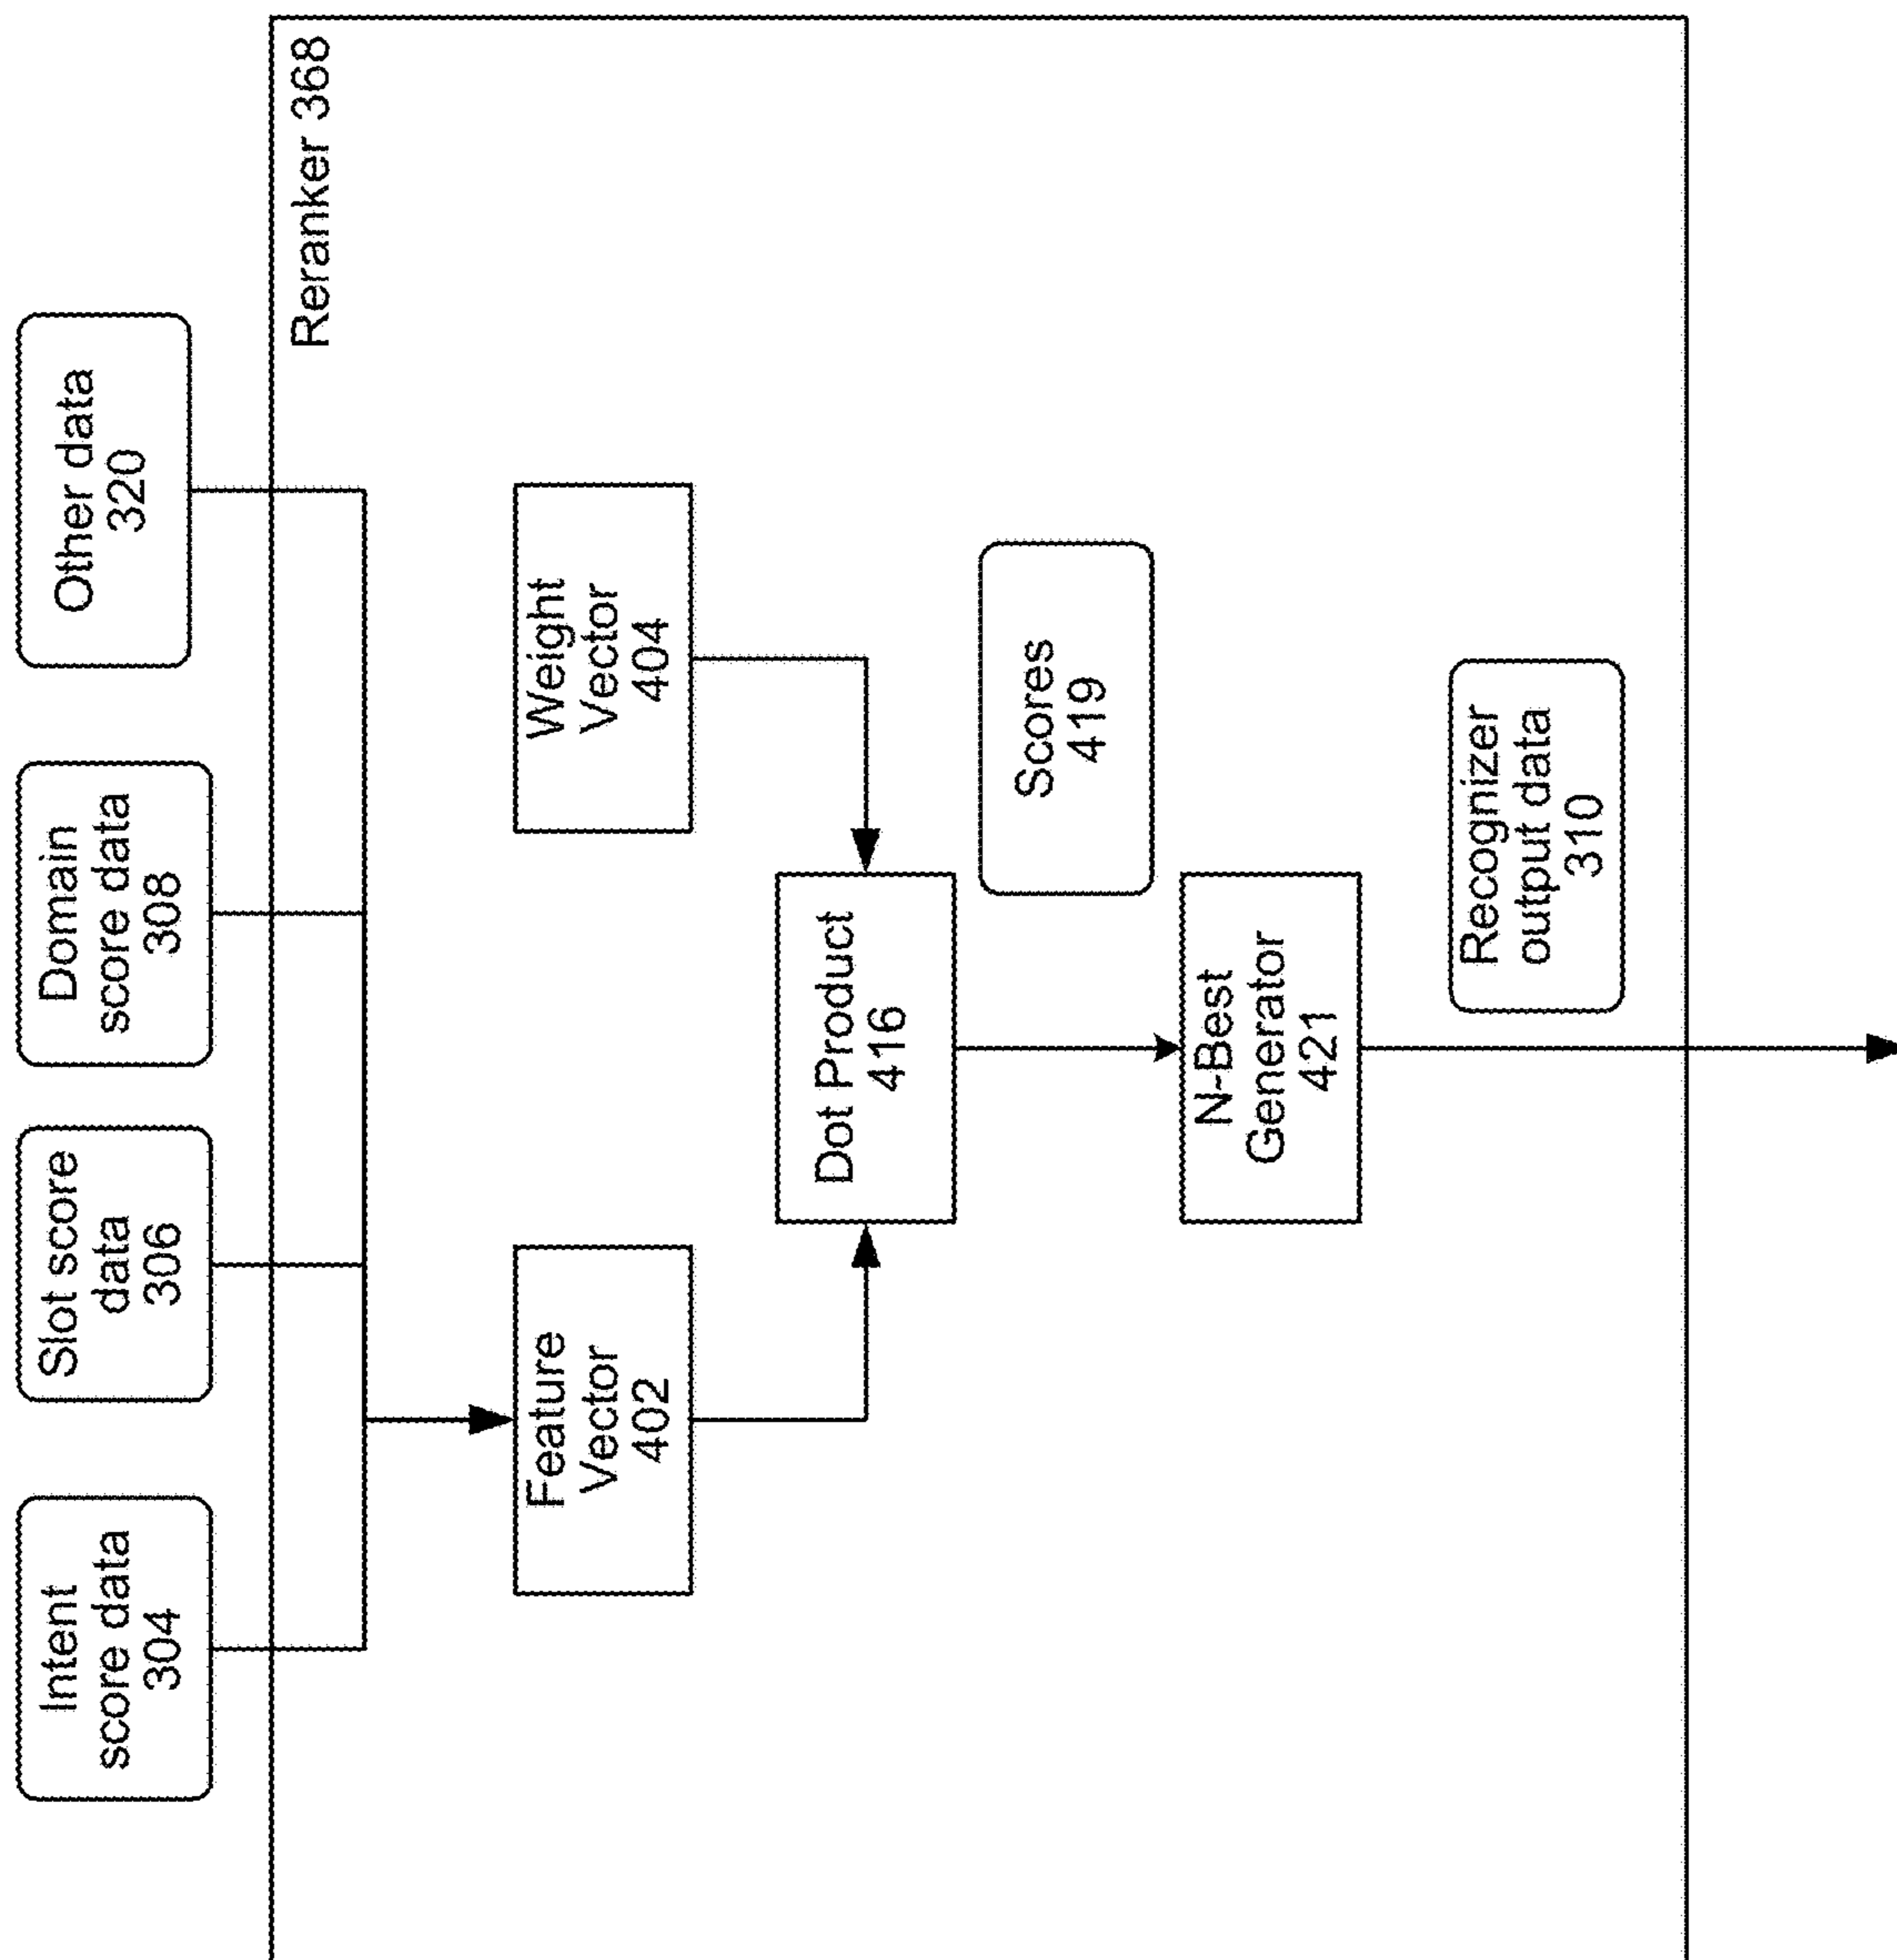 Intent
score data
304
Slot score
data
306
Domain
score data
308
Other data
320
Reranker 368
Feature
Vector
402
Weight
Vector
404
Dot Product
416
Scores
419
N-Best
Generator
421
Recognizer
output data
310